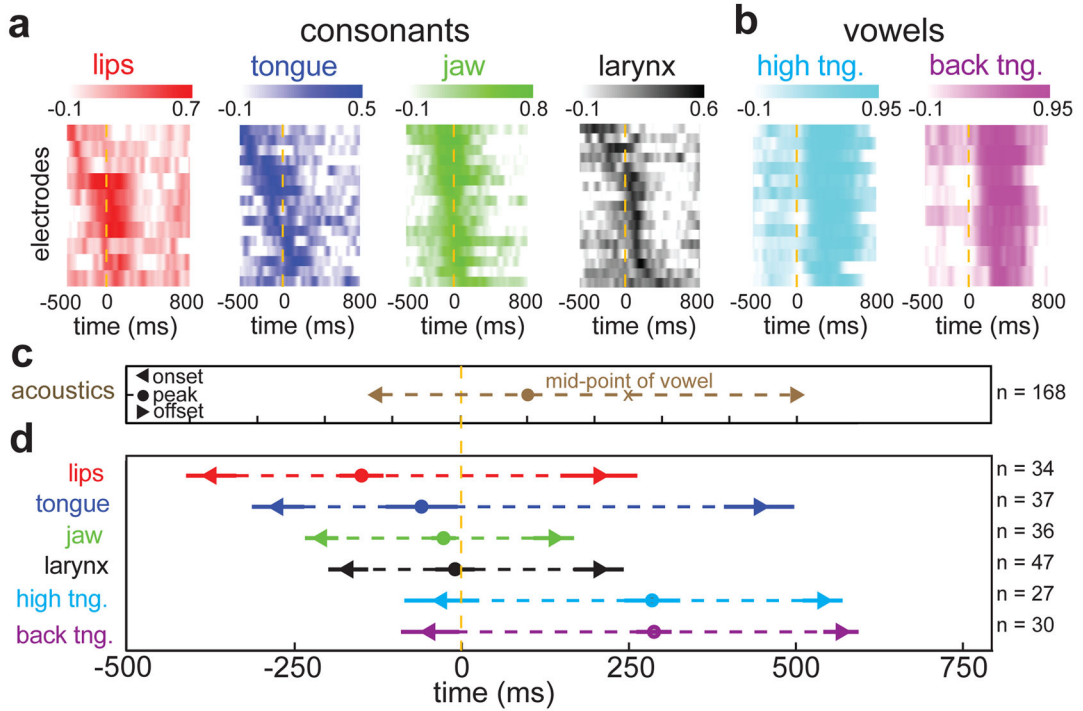 a
consonants
b
vowels
lips
tongue
jaw
larynx
high tng.
back tng.
-0.1 0.7
-0.1 0.5
-0.1 0.8
-0.1 0.6
-0.1 0.95
-0.1 0.95
electrodes
-500 0 800
-500 0 800
-500 0 800
-500 0 800
-500 0 800
-500 0 800
time (ms)
time (ms)
time (ms)
time (ms)
time (ms)
time (ms)
c
acoustics
onset
peak
offset
mid-point of vowel
x
n = 168
d
lips
n = 34
tongue
n = 37
jaw
n = 36
larynx
n = 47
high tng.
n = 27
back tng.
n = 30
-500 -250 0 250 500 750
time (ms)